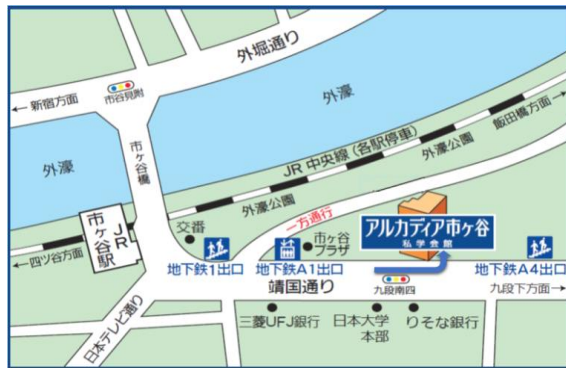 外堀通り
←新宿方面
市谷見附
外濠
飯田橋方面→
市ヶ谷橋
JR 中央線(各駅停車)
外濠公園
外濠
外濠公園
一方通行
アルカディア市ヶ谷
私学会館
JR
市ヶ谷駅
交番
市ヶ谷
プラザ
←四ツ谷方面
地下鉄1出口
地下鉄A1出口
地下鉄A4出口
靖国通り
九段南四
九段下方面→
日本テレビ通り
三菱UFJ銀行
日本大学
本部
りそな銀行